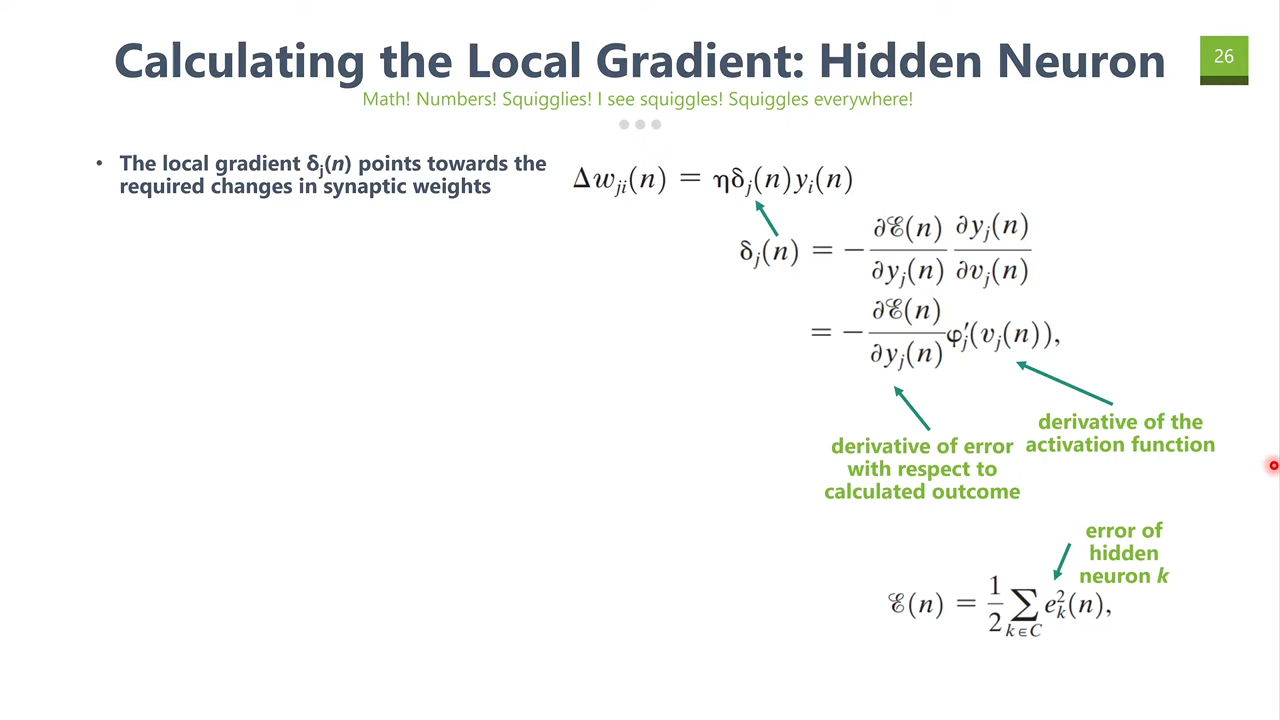 Calculating the Local Gradient: Hidden Neuron
26
Math! Numbers! Squigglies! I see squiggles! Squiggles everywhere!
• The local gradient δⱼ(n) points towards the
required changes in synaptic weights
Δwⱼᵢ(n) = ηδⱼ(n)yᵢ(n)
δⱼ(n) = − ∂ℰ(n)/∂yⱼ(n) ∂yⱼ(n)/∂vⱼ(n)
= − ∂ℰ(n)/∂yⱼ(n) φ′ⱼ(vⱼ(n)),
derivative of the
activation function
derivative of error
with respect to
calculated outcome
error of
hidden
neuron k
ℰ(n) = 1/2 ∑ k∈C e²ₖ(n),